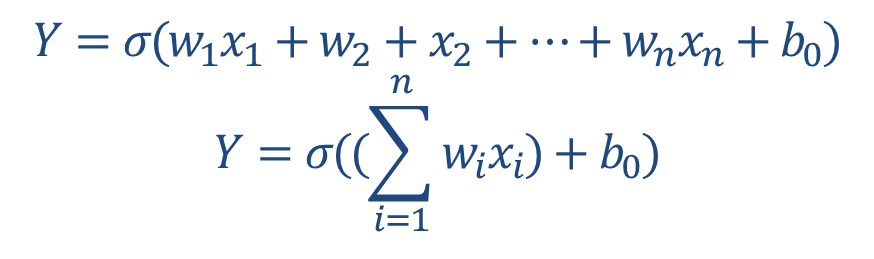 Y = σ(w₁x₁ + w₂ + x₂ + ⋯ + wₙxₙ + b₀)
Y = σ((∑ᵢ₌₁ⁿ wᵢxᵢ) + b₀)